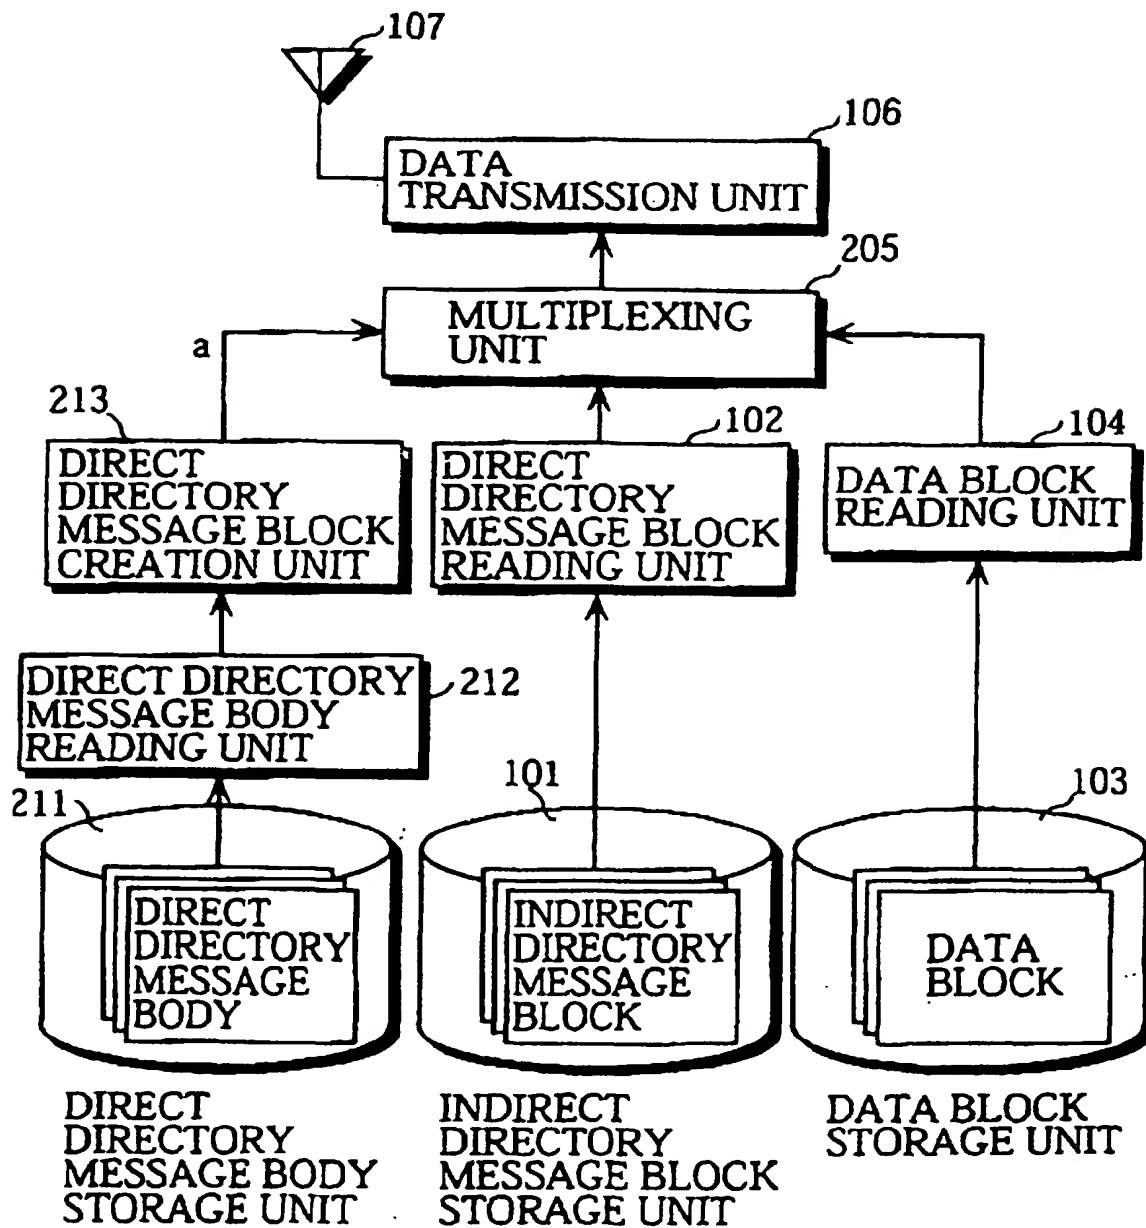 107
106
DATA
TRANSMISSION UNIT
205
MULTIPLEXING
UNIT
a
213
DIRECT
DIRECTORY
MESSAGE BLOCK
CREATION UNIT
102
DIRECT
DIRECTORY
MESSAGE BLOCK
READING UNIT
104
DATA BLOCK
READING UNIT
DIRECT DIRECTORY
MESSAGE BODY
READING UNIT
212
211
DIRECT
DIRECTORY
MESSAGE
BODY
101
INDIRECT
DIRECTORY
MESSAGE
BLOCK
103
DATA
BLOCK
DIRECT
DIRECTORY
MESSAGE BODY
STORAGE UNIT
INDIRECT
DIRECTORY
MESSAGE BLOCK
STORAGE UNIT
DATA BLOCK
STORAGE UNIT